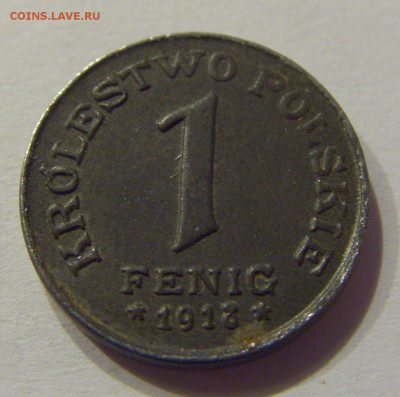 COINS.LAVE.RU
KRÓLESTWO POLSKIE
1
FENIG
* 1918 *